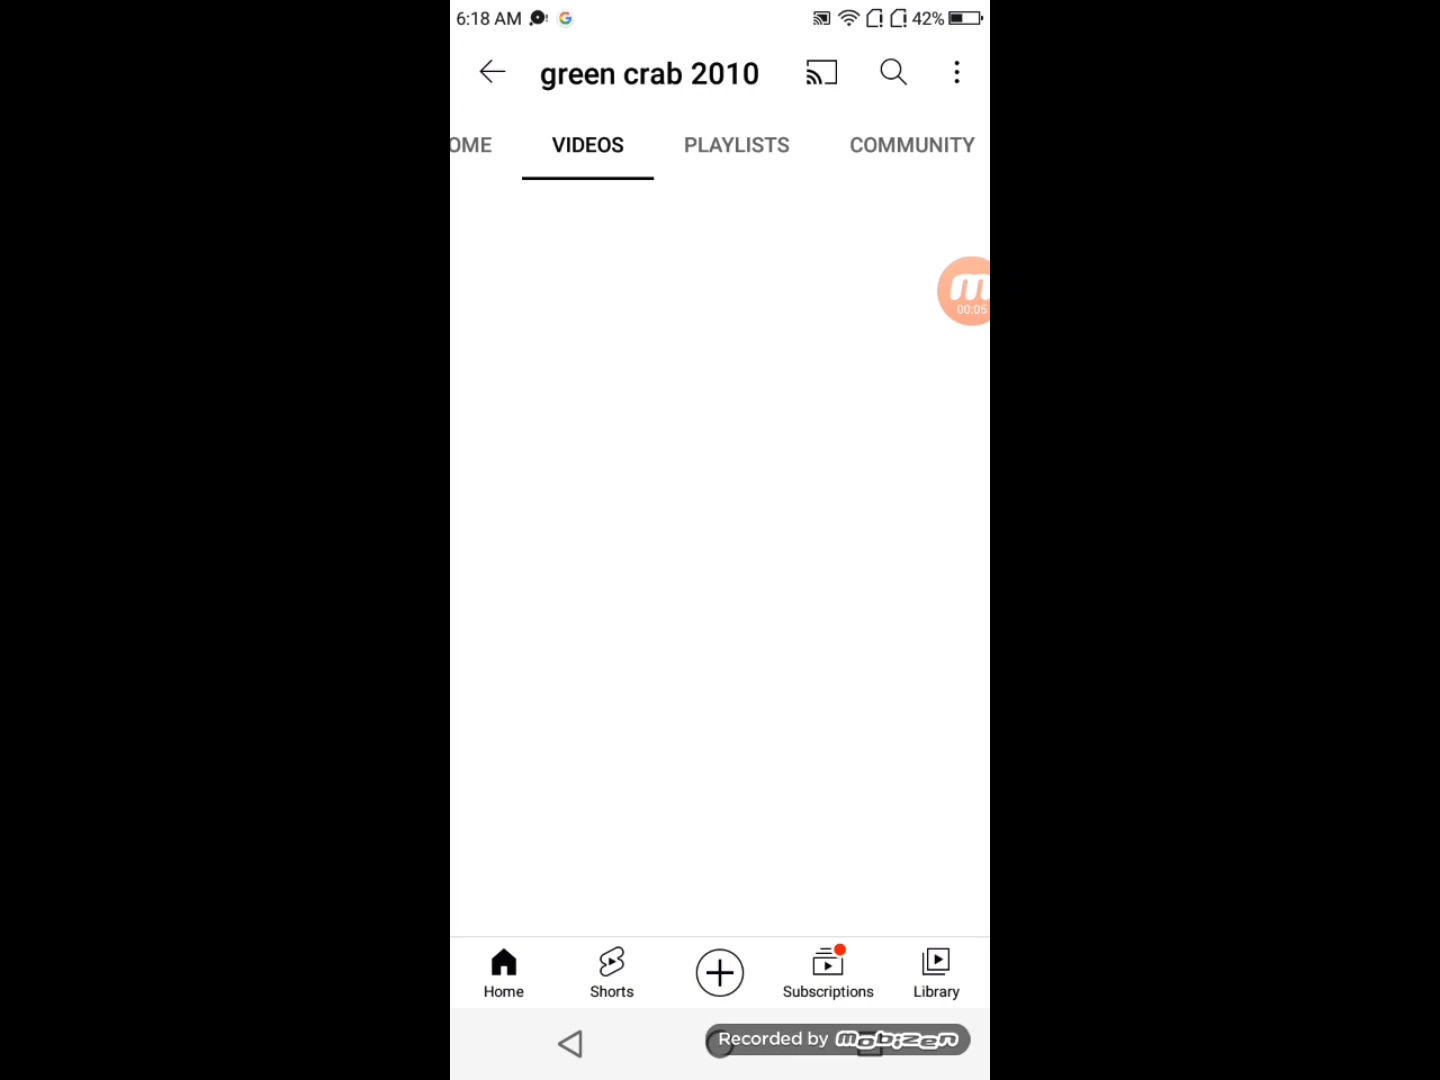 6:18 AM 42%
green crab 2010
OME VIDEOS PLAYLISTS COMMUNITY
m
00:05
Home Shorts Subscriptions Library
Recorded by mobizen